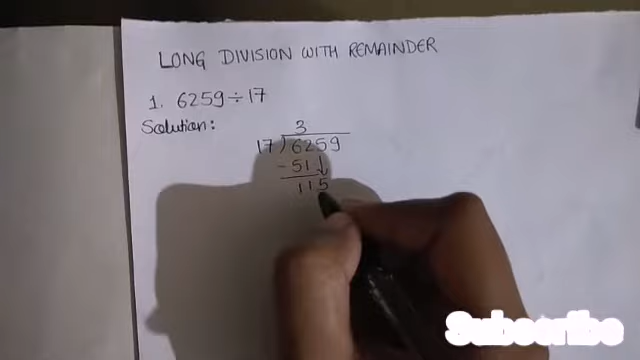 LONG DIVISION WITH REMAINDER
1. 6259÷17
Solution:
3
17 ) 6259
- 51↓
115
Subscribe